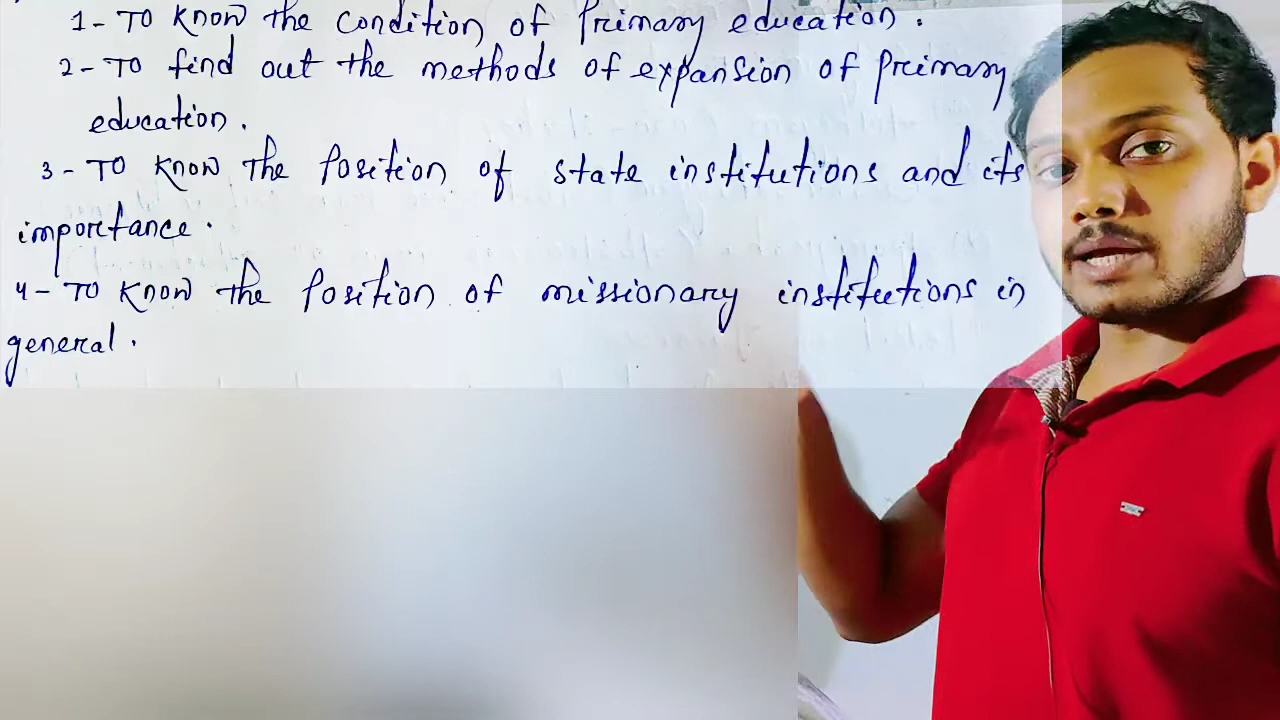 1- To know the condition of primary education.
2- To find out the methods of expansion of primary
education.
3- To know the position of state institutions and its
importance.
4- To know the position of missionary institutions in
general.